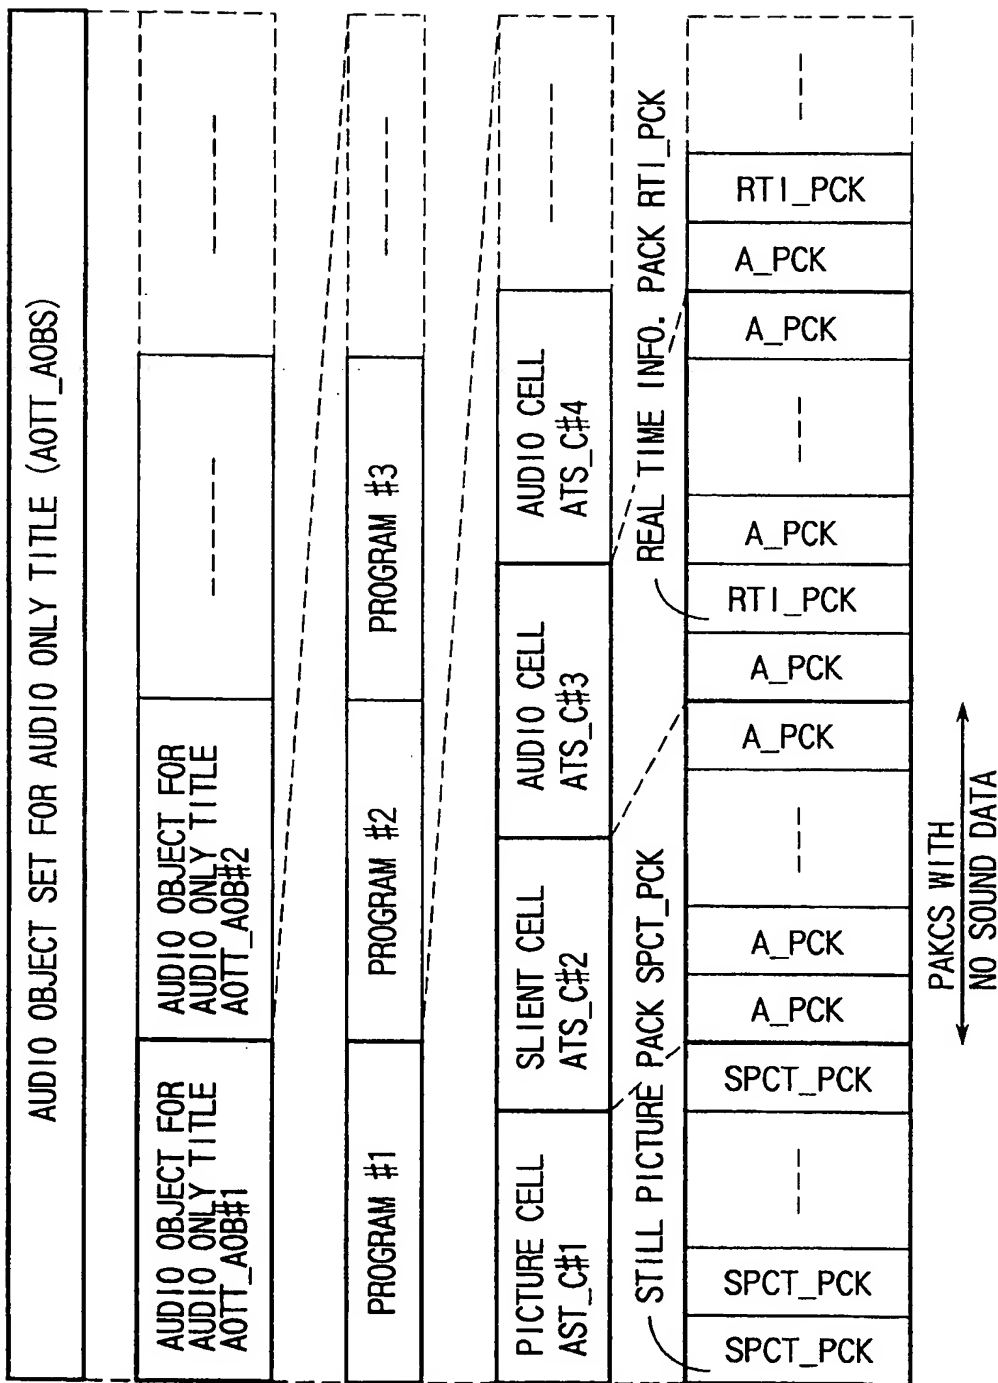 AUDIO OBJECT SET FOR AUDIO ONLY TITLE (AOTT_AOBS)
AUDIO OBJECT FOR
AUDIO ONLY TITLE
AOTT_AOB#1
AUDIO OBJECT FOR
AUDIO ONLY TITLE
AOTT_AOB#2
PROGRAM #1
PROGRAM #2
PROGRAM #3
PICTURE CELL
AST_C#1
SLIENT CELL
ATS_C#2
AUDIO CELL
ATS_C#3
AUDIO CELL
ATS_C#4
STILL PICTURE PACK SPCT_PCK
REAL TIME INFO. PACK RTI_PCK
SPCT_PCK
SPCT_PCK
SPCT_PCK
A_PCK
A_PCK
A_PCK
A_PCK
RTI_PCK
A_PCK
A_PCK
A_PCK
RTI_PCK
PAKCS WITH
NO SOUND DATA